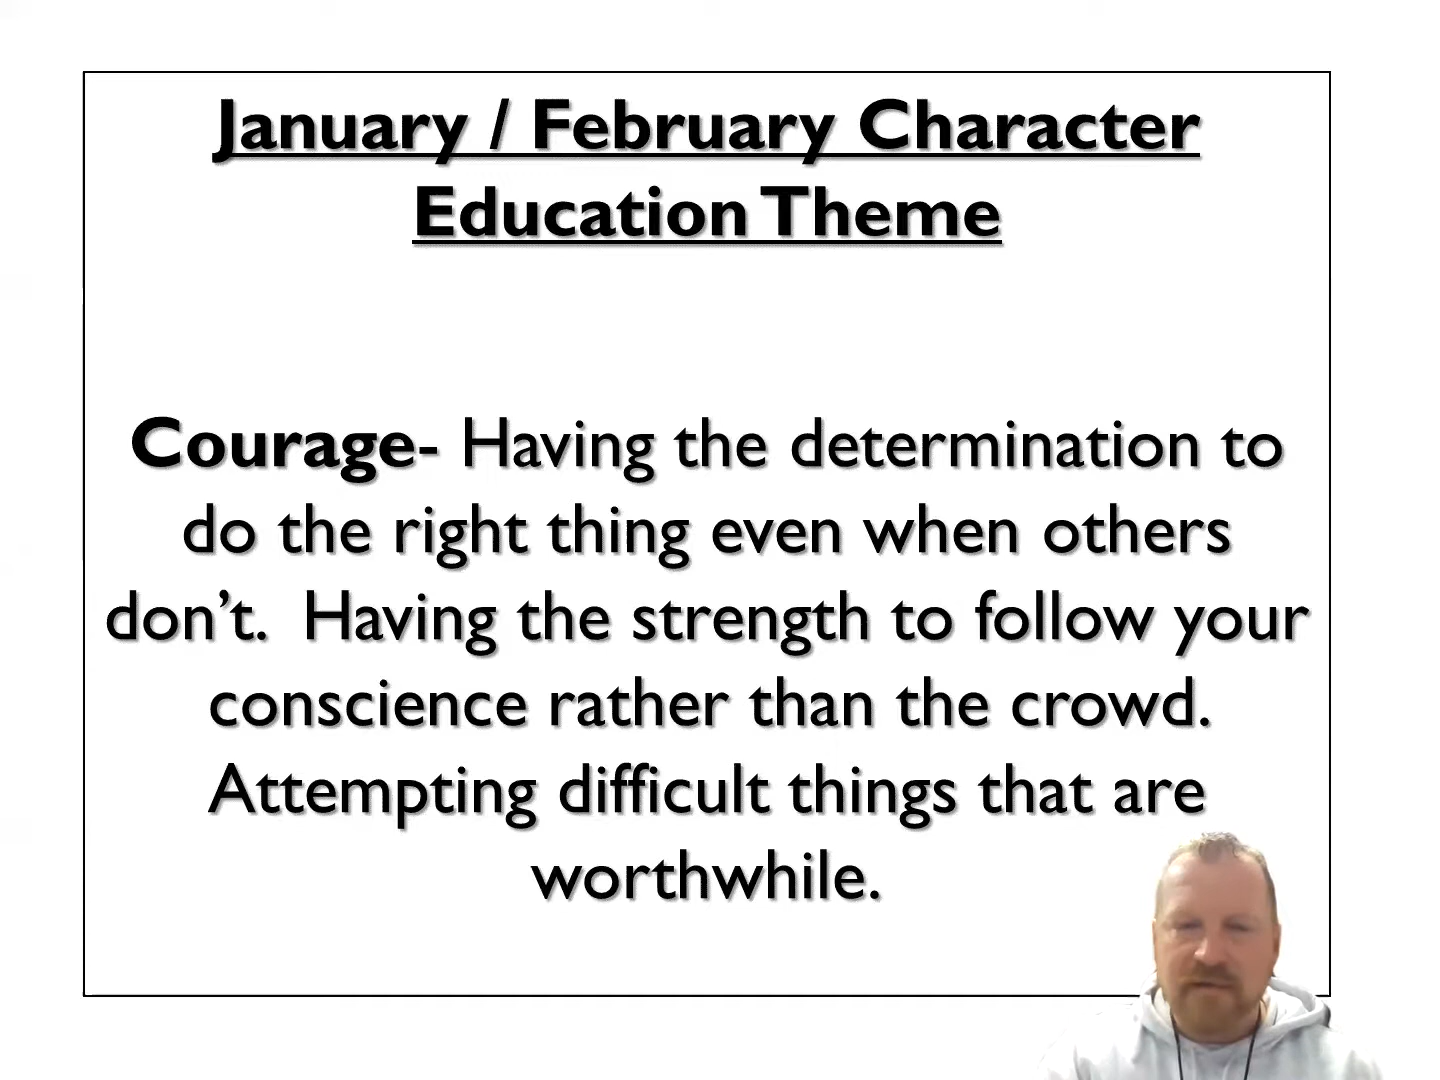 January / February Character
Education Theme
Courage- Having the determination to
do the right thing even when others
don’t.  Having the strength to follow your
conscience rather than the crowd.
Attempting difficult things that are
worthwhile.